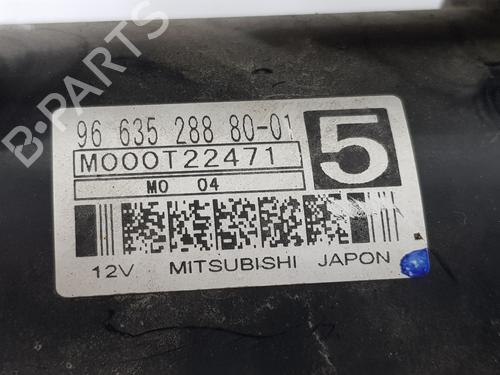 96 635 288 80-01
5
M000T22471
M0 04
12V MITSUBISHI JAPON
B-PARTS